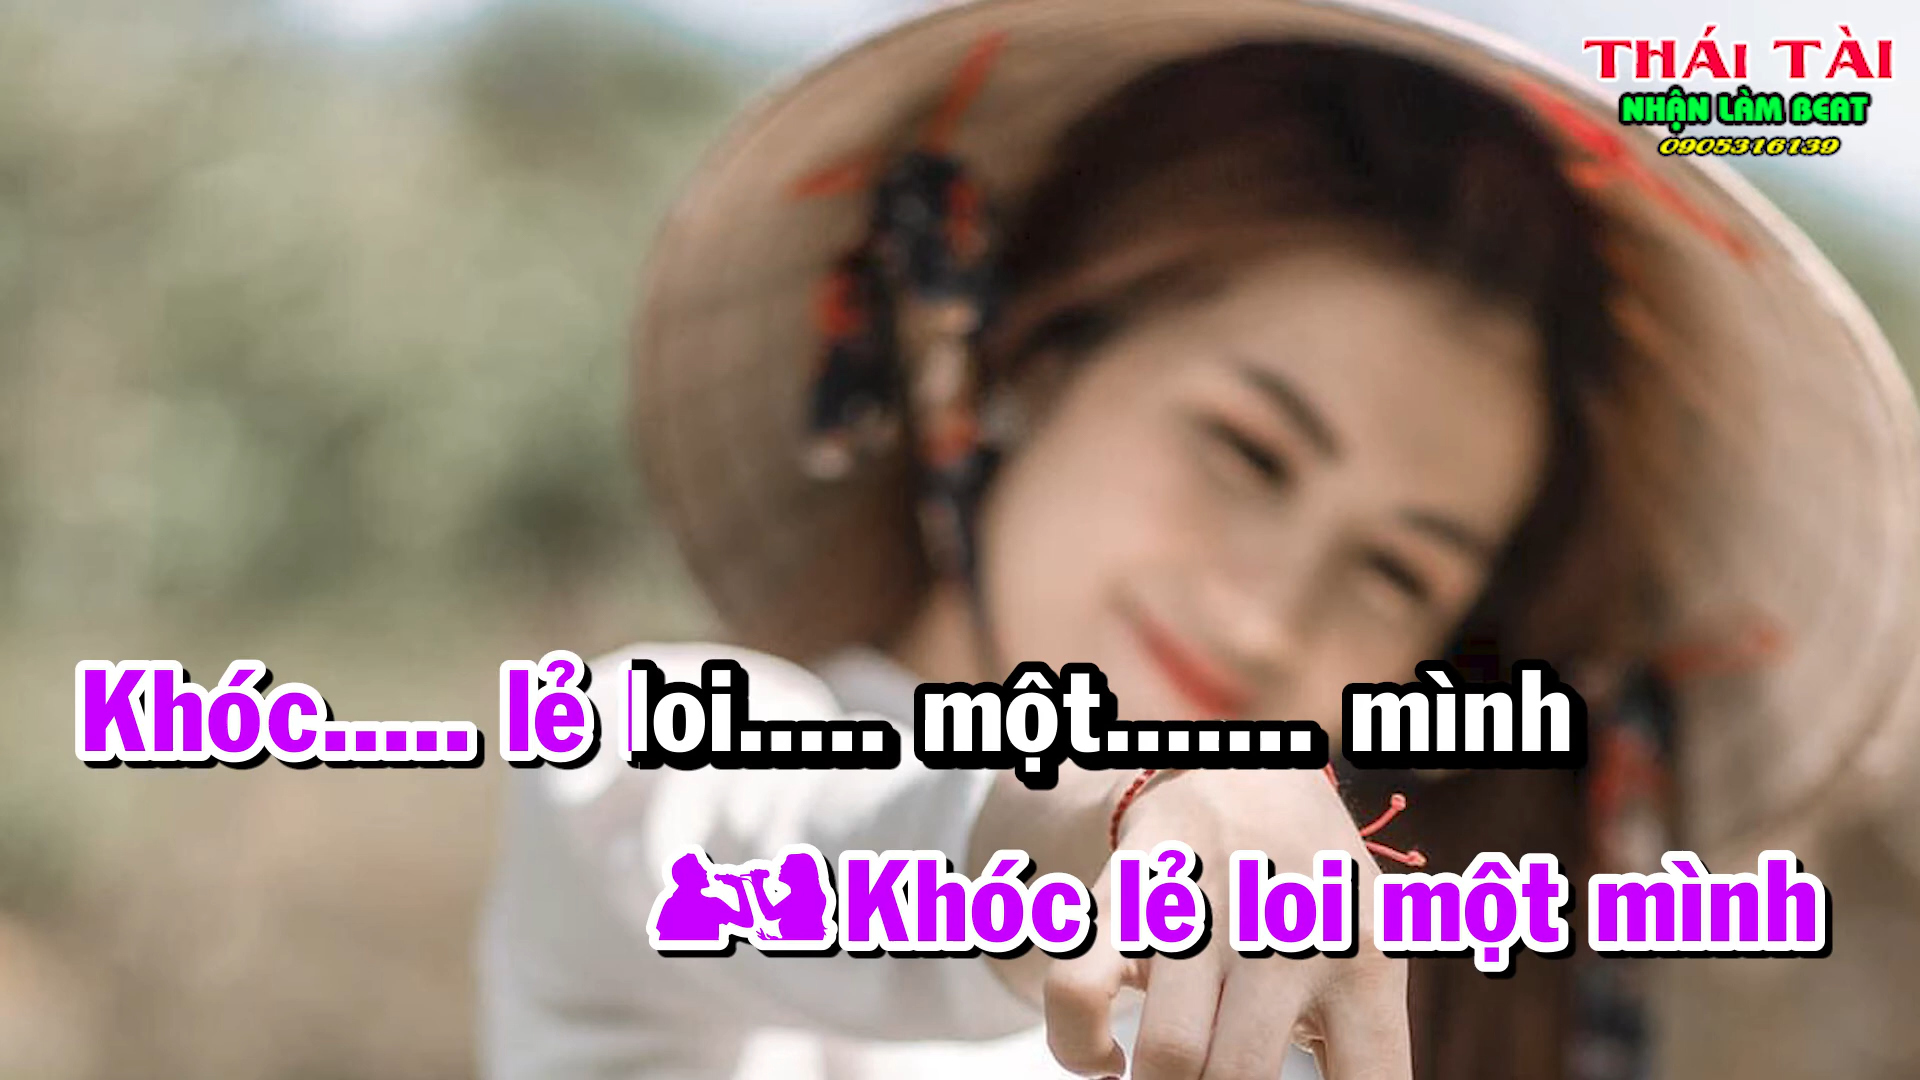 THÁI TÀI
NHẬN LÀM BEAT
0905316139
Khóc..... lẻ loi..... một....... mình
Khóc lẻ loi một mình